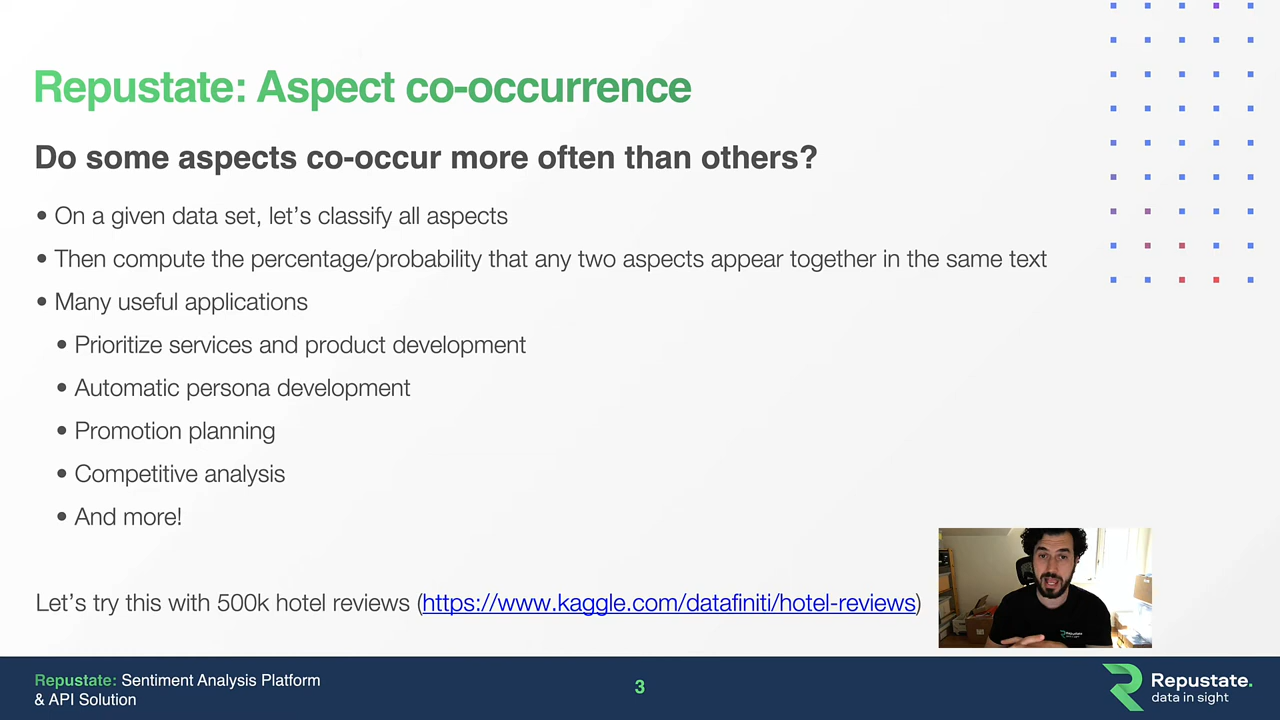 Repustate: Aspect co-occurrence
Do some aspects co-occur more often than others?
• On a given data set, let’s classify all aspects
• Then compute the percentage/probability that any two aspects appear together in the same text
• Many useful applications
• Prioritize services and product development
• Automatic persona development
• Promotion planning
• Competitive analysis
• And more!
Let’s try this with 500k hotel reviews (https://www.kaggle.com/datafiniti/hotel-reviews)
Repustate
Repustate: Sentiment Analysis Platform
& API Solution
3
Repustate.
data in sight